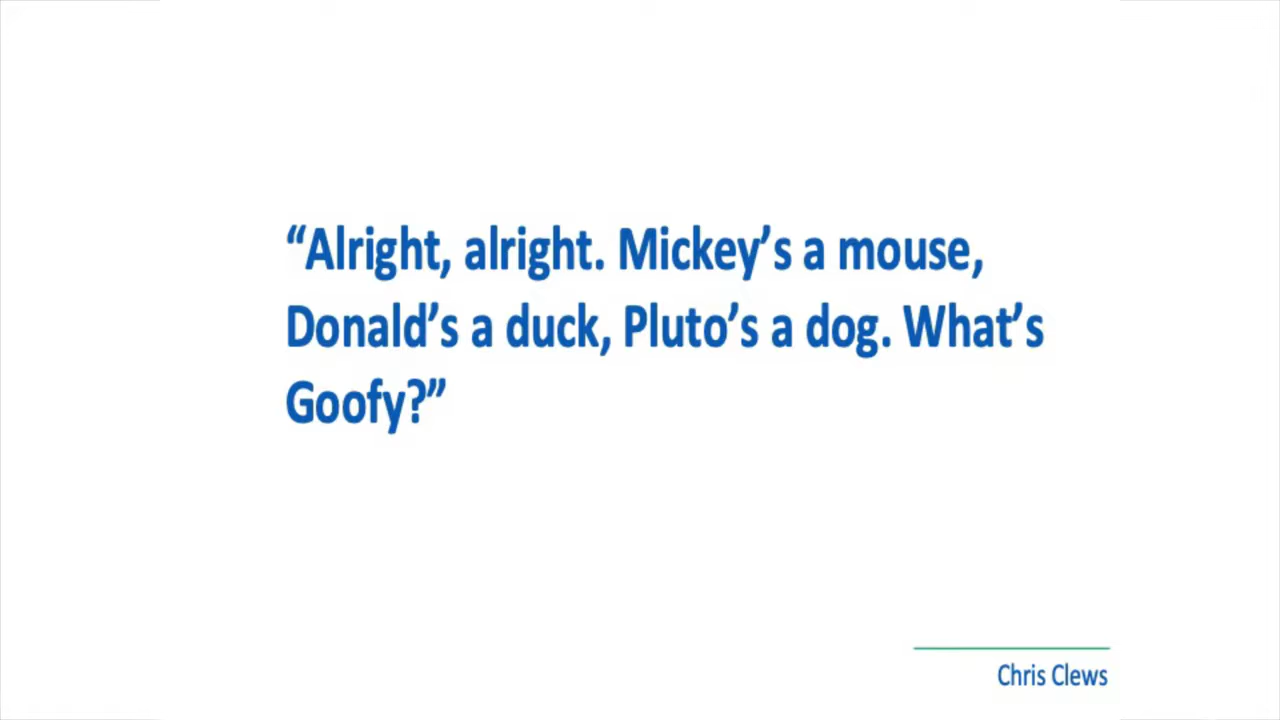 “Alright, alright. Mickey’s a mouse,
Donald’s a duck, Pluto’s a dog. What’s
Goofy?”
Chris Clews